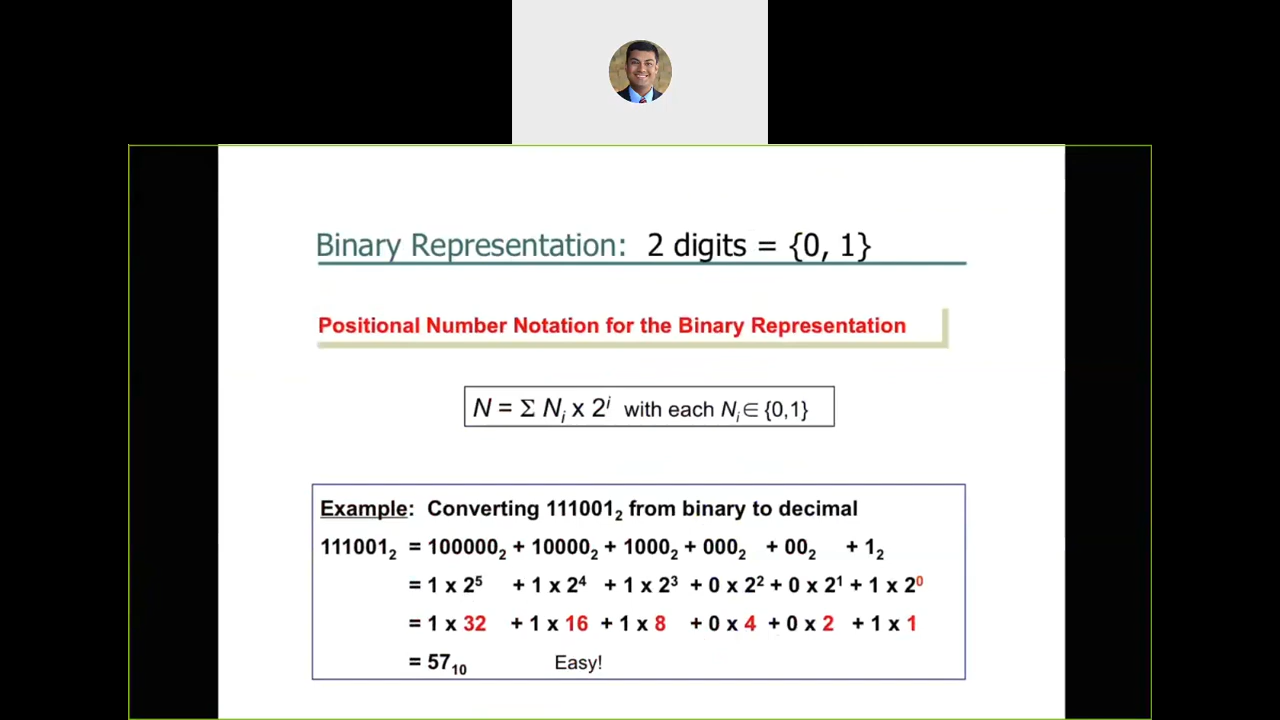 Binary Representation: 2 digits = {0, 1}
Positional Number Notation for the Binary Representation
N = Σ Nᵢ x 2ⁱ with each Nᵢ ∈ {0,1}
Example: Converting 111001₂ from binary to decimal
111001₂ = 100000₂ + 10000₂ + 1000₂ + 000₂ + 00₂ + 1₂
= 1 x 2⁵ + 1 x 2⁴ + 1 x 2³ + 0 x 2² + 0 x 2¹ + 1 x 2⁰
= 1 x 32 + 1 x 16 + 1 x 8 + 0 x 4 + 0 x 2 + 1 x 1
= 57₁₀ Easy!